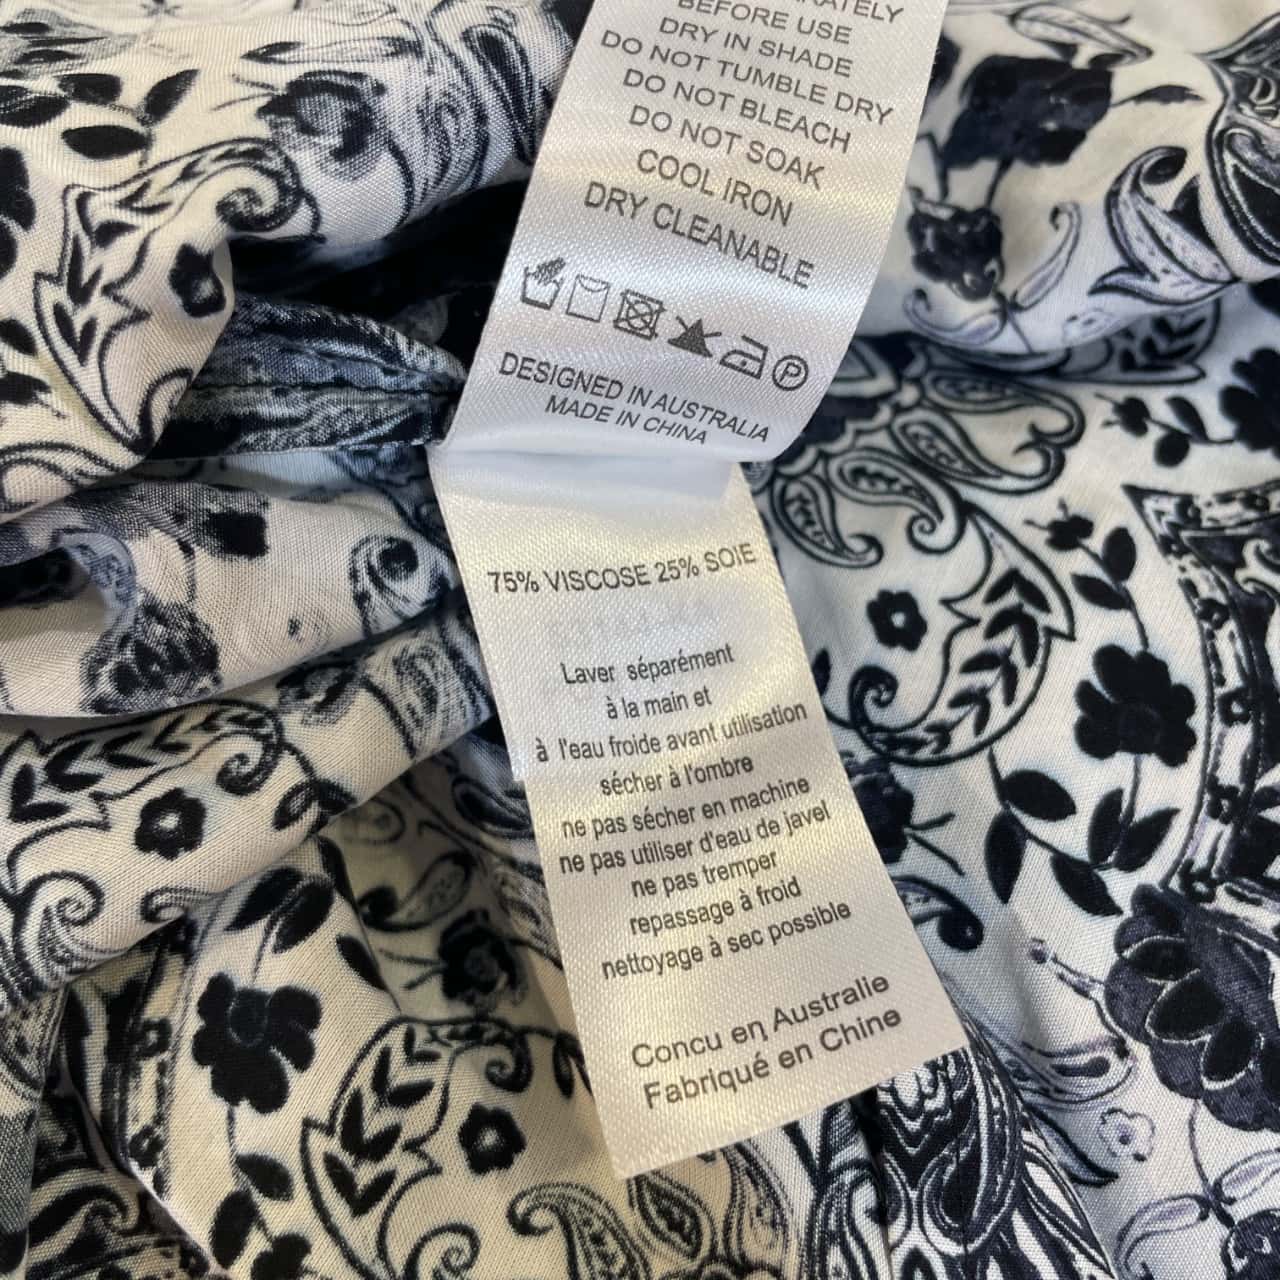 BEFORE USE
DRY IN SHADE
DO NOT TUMBLE DRY
DO NOT BLEACH
DO NOT SOAK
COOL IRON
DRY CLEANABLE
P
DESIGNED IN AUSTRALIA
MADE IN CHINA
75% VISCOSE 25% SOIE
Laver séparément
à la main et
à l'eau froide avant utilisation
sécher à l'ombre
ne pas sécher en machine
ne pas utiliser d'eau de javel
ne pas tremper
repassage à froid
nettoyage à sec possible
Concu en Australie
Fabriqué en Chine